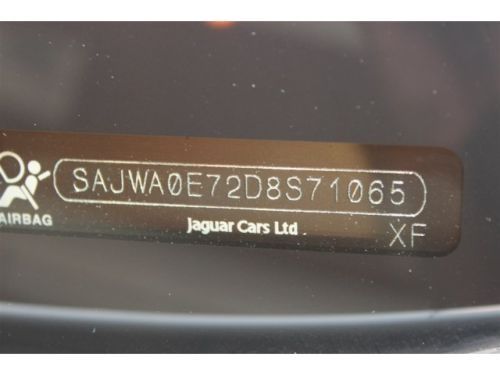 SAJWA0E72D8S71065
AIRBAG
Jaguar Cars Ltd
XF